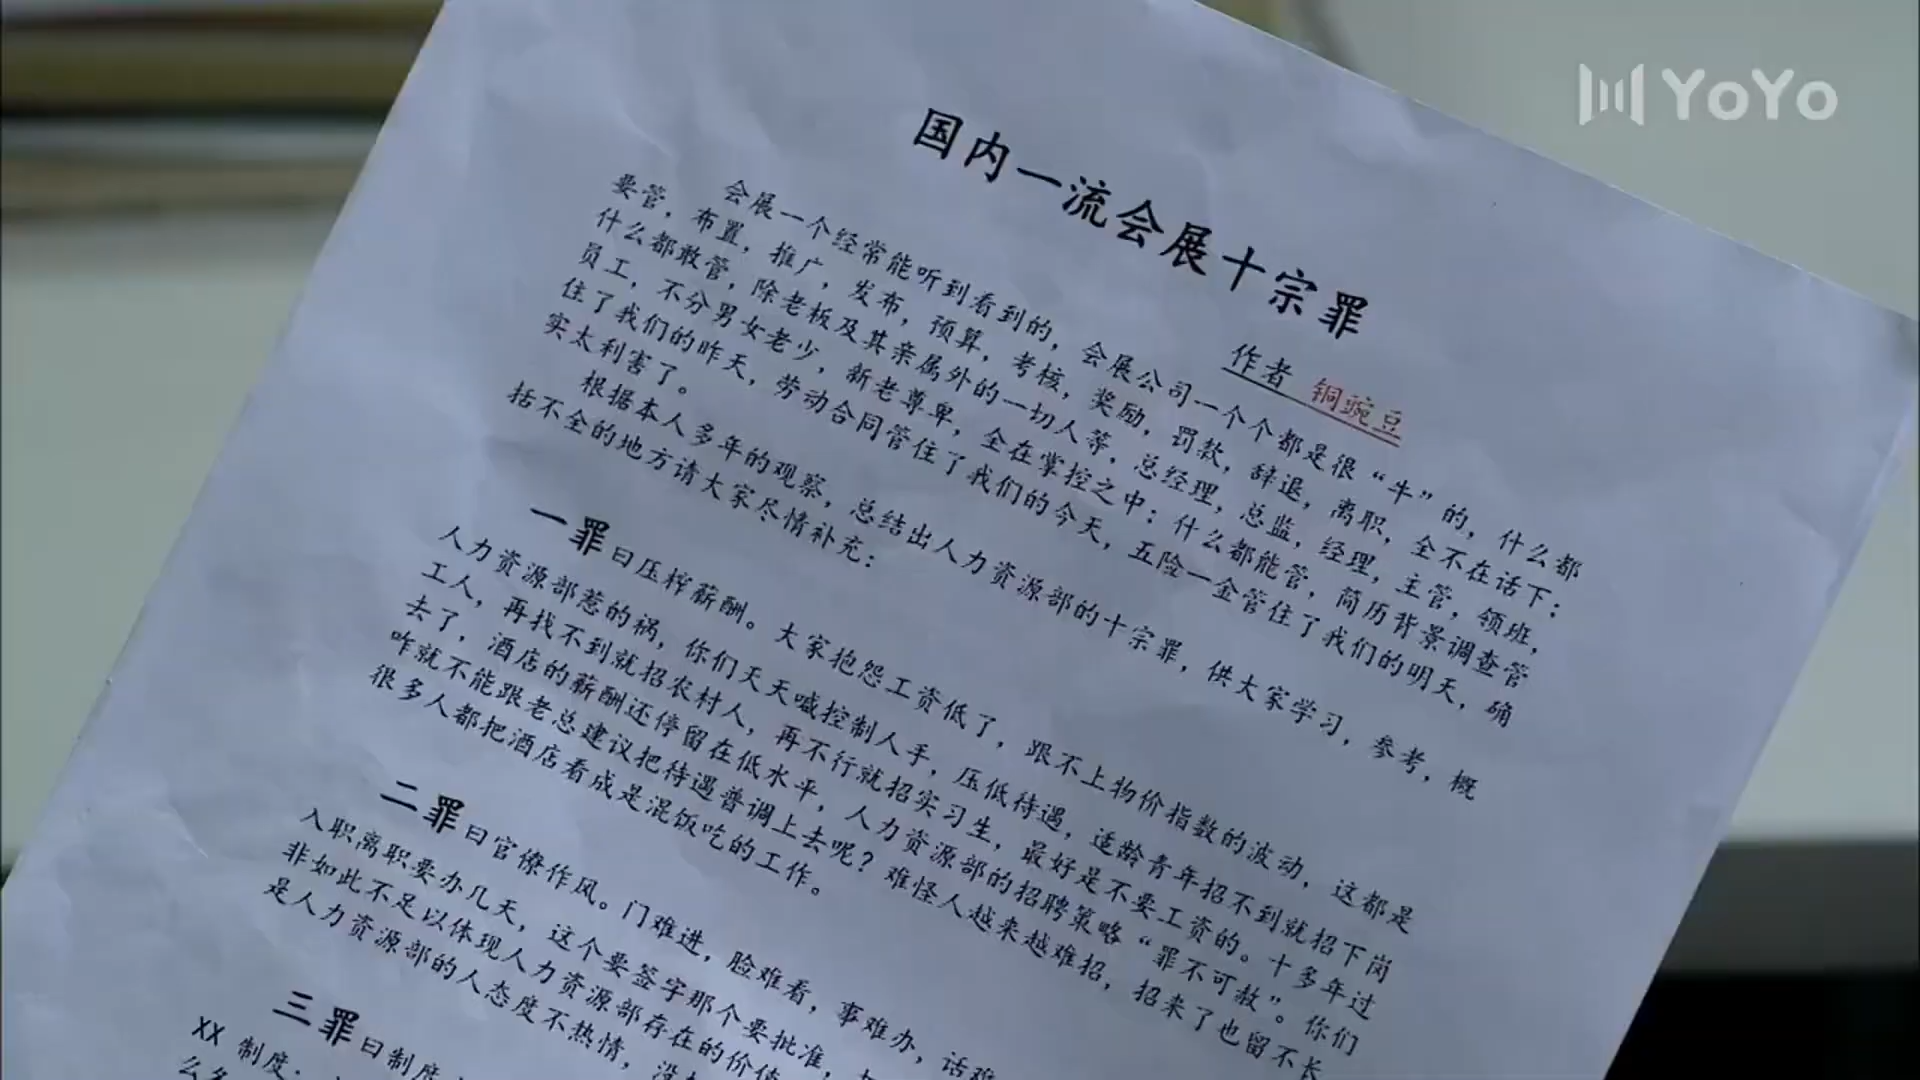 YoYo
国内一流会展十宗罪
作者 铜豌豆
会展一个经常能听到看到的，会展公司一个个都是很“牛”的，什么都
要管，布置，推广，发布，预算，考核，奖励，罚款，辞退，离职，全不在话下：
什么都敢管，除老板及其亲属外的一切人等，总经理，总监，经理，主管，领班，
员工，不分男女老少，新老尊卑，全在掌控之中：什么都能管，简历背景调查管
住了我们的昨天，劳动合同管住了我们的今天，五险一金管住了我们的明天，确
实太利害了。
根据本人多年的观察，总结出人力资源部的十宗罪，供大家学习，参考，概
括不全的地方请大家尽情补充：
一罪曰压榨薪酬。大家抱怨工资低了，跟不上物价指数的波动，这都是
人力资源部惹的祸，你们天天喊控制人手，压低待遇，适龄青年招不到就招下岗
工人，再找不到就招农村人，再不行就招实习生，最好是不要工资的。十多年过
去了，酒店的薪酬还停留在低水平，人力资源部的招聘策略“罪不可赦”。你们
咋就不能跟老总建议把待遇普调上去呢？难怪人越来越难招，招来了也留不长
很多人都把酒店看成是混饭吃的工作。
二罪曰官僚作风。门难进，脸难看，事难办，话难
入职离职要办几天，这个要签字那个要批准，
非如此不足以体现人力资源部存在的价值
是人力资源部的人态度不热情，没
三罪曰制度
XX 制度，